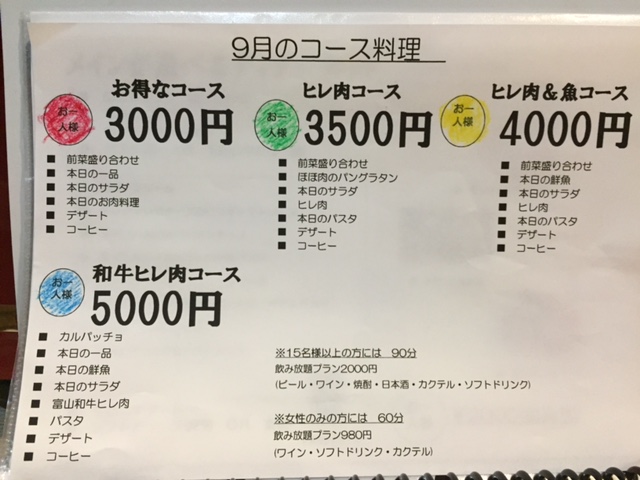 9月のコース料理
お得なコース
お一人様
3000円
■ 前菜盛り合わせ
■ 本日の一品
■ 本日のサラダ
■ 本日のお肉料理
■ デザート
■ コーヒー
ヒレ肉コース
お一人様
3500円
■ 前菜盛り合わせ
■ ほほ肉のパングラタン
■ 本日のサラダ
■ ヒレ肉
■ 本日のパスタ
■ デザート
■ コーヒー
ヒレ肉&魚コース
お一人様
4000円
■ 前菜盛り合わせ
■ 本日の鮮魚
■ 本日のサラダ
■ ヒレ肉
■ 本日のパスタ
■ デザート
■ コーヒー
和牛ヒレ肉コース
お一人様
5000円
■ カルパッチョ
■ 本日の一品
■ 本日の鮮魚
■ 本日のサラダ
■ 富山和牛ヒレ肉
■ パスタ
■ デザート
■ コーヒー
※15名様以上の方には 90分
飲み放題プラン2000円
(ビール・ワイン・焼酎・日本酒・カクテル・ソフトドリンク)
※女性のみの方には 60分
飲み放題プラン980円
(ワイン・ソフトドリンク・カクテル)